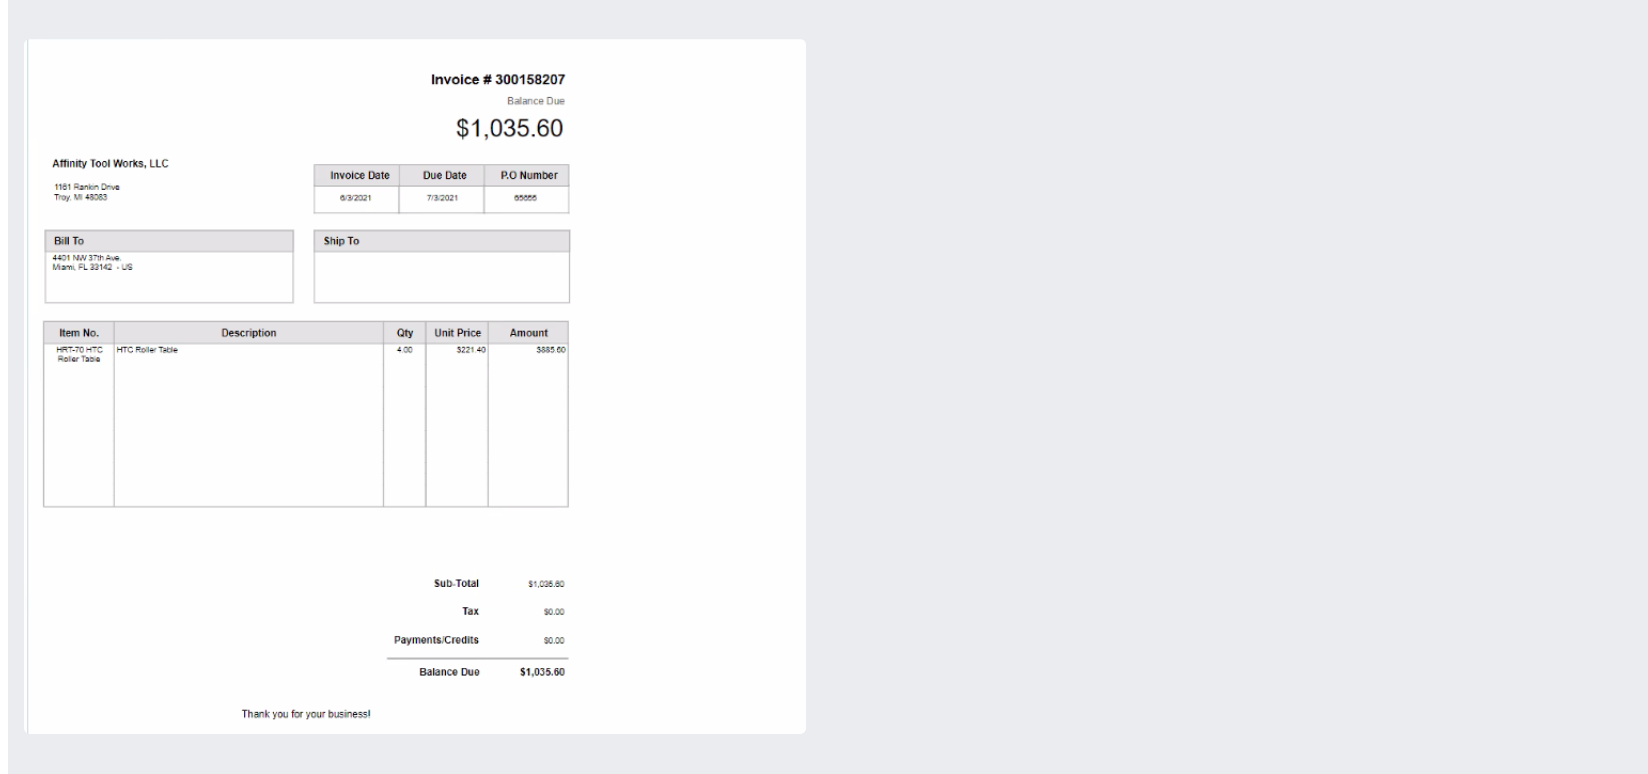 Invoice # 300158207
Balance Due
$1,035.60
Affinity Tool Works, LLC
1161 Rankin Drive
Troy, MI 48083
Invoice Date Due Date P.O Number
6/3/2021 7/3/2021
Bill To
4401 NW 37th Ave.
Miami, FL 33142 - US
Ship To
Item No. Description Qty Unit Price Amount
HRT-70 HTC HTC Roller Table 4.00 $221.40 $885.60
Roller Table
Sub-Total $1,035.60
Tax $0.00
Payments/Credits $0.00
Balance Due $1,035.60
Thank you for your business!